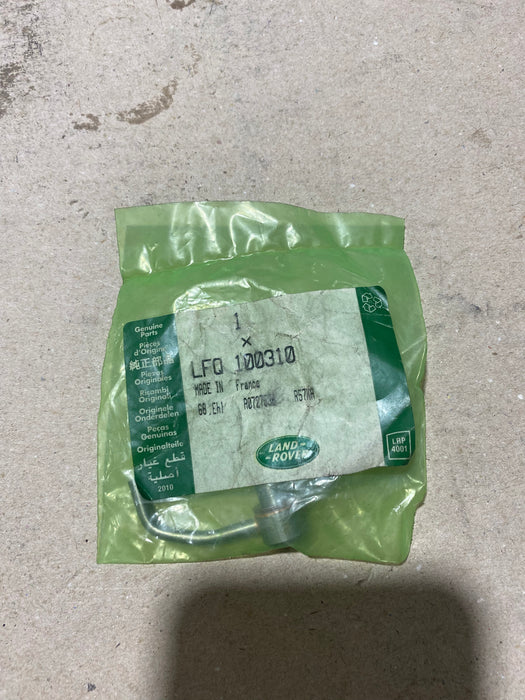 Genuine
Parts
Pièces
d'Origine
純正部品
Piezas
Originales
Ricambi
Originali
Originele
Onderdelen
Peças
Genuinas
Originalteile
قطع غيار
أصلية
2010
1
×
LFQ 100310
MADE IN France
LAND-
-ROVER
LRP
4001